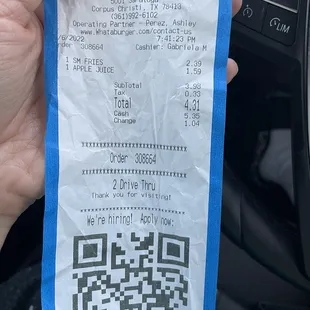 Corpus Christi, TX 78413
(361)992-6102
Operating Partner - Perez, Ashley
www.Whataburger.com/contact-us
/6/2022 7:41:23 PM
Order 308664 Cashier: Gabriela M
1 SM FRIES 2.39
1 APPLE JUICE 1.59
Subtotal 3.98
Tax 0.33
Total 4.31
Cash 5.35
Change 1.04
Order 308664
2 Drive Thru
Thank you for visiting!
We're hiring! Apply now:
LIM